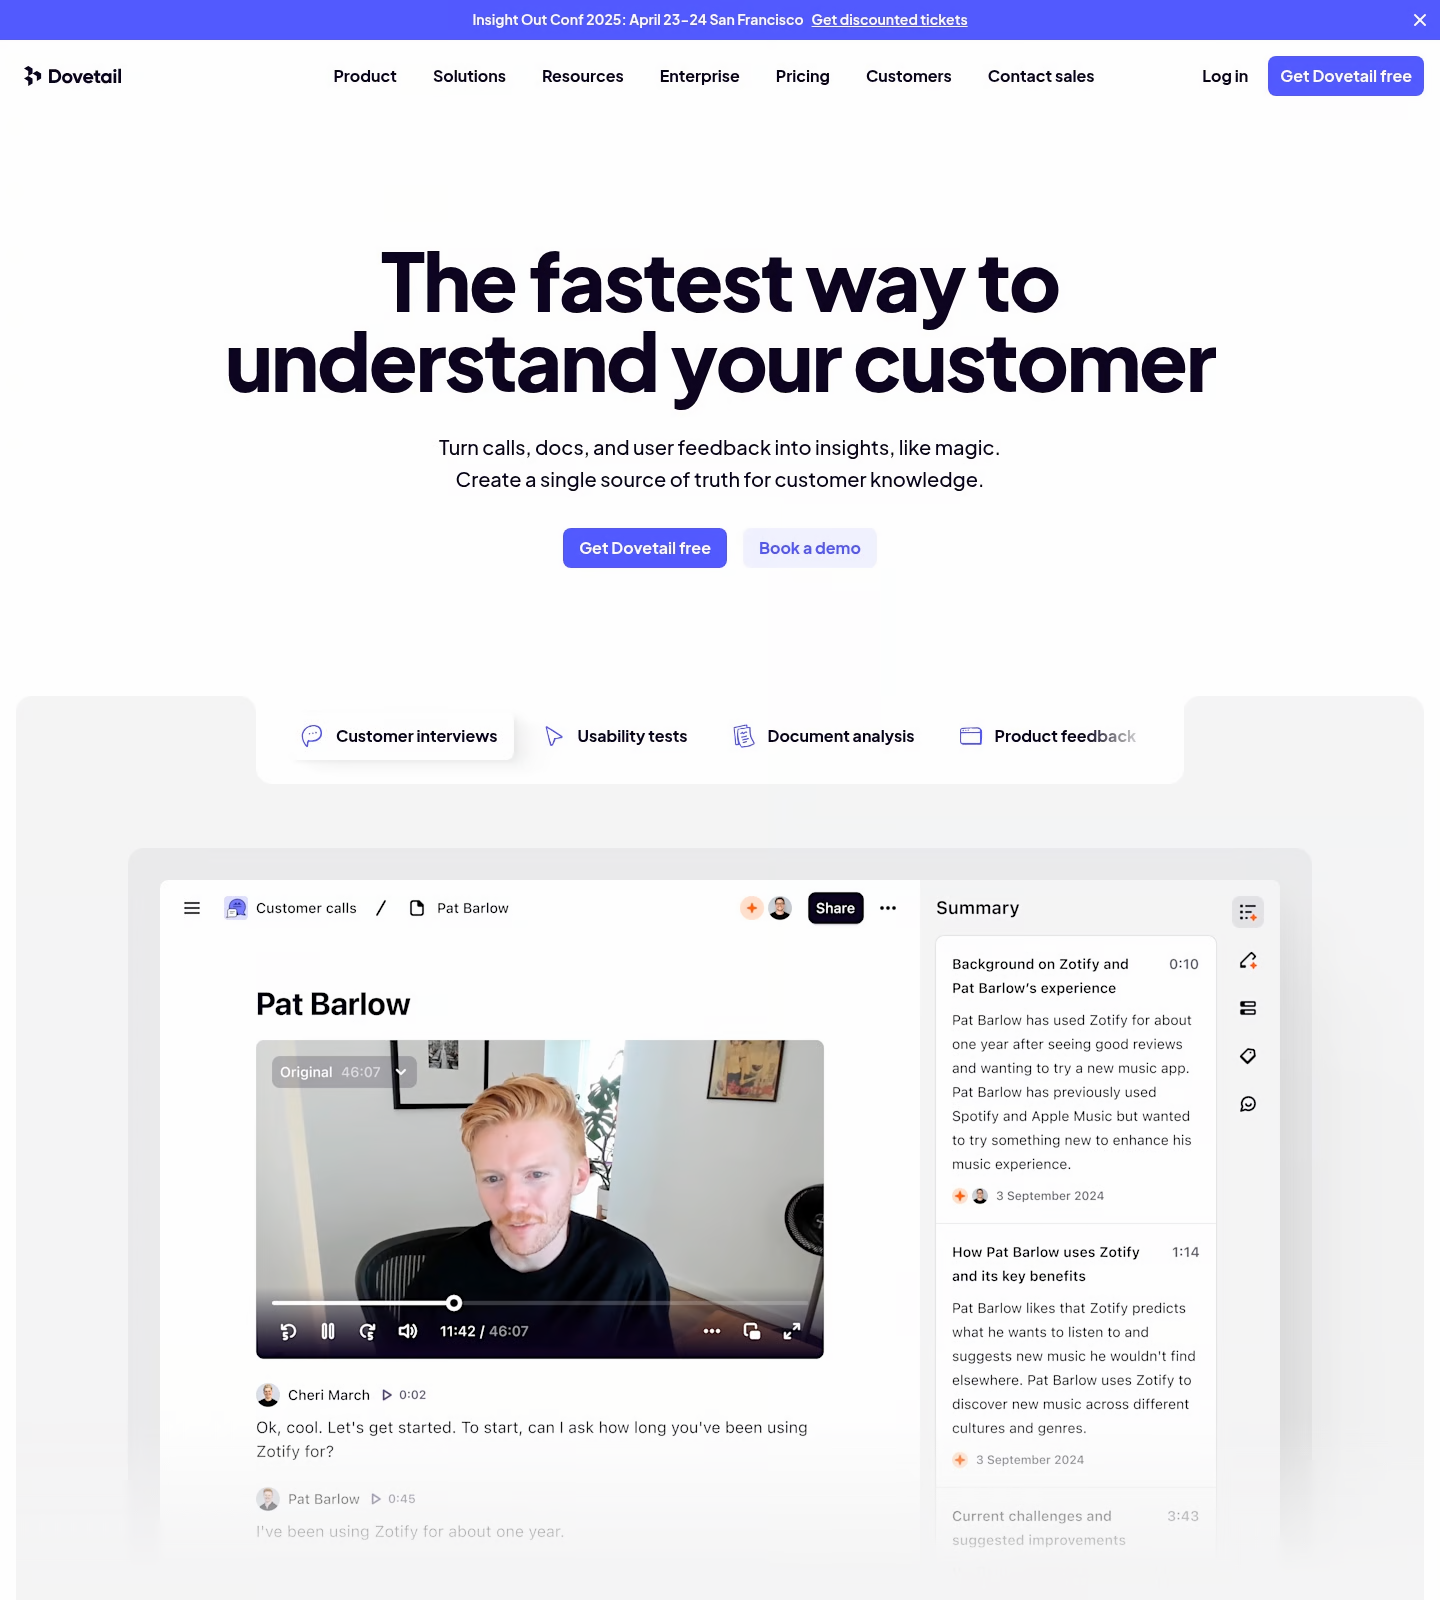 Insight Out Conf 2025: April 23–24 San Francisco Get discounted tickets
Dovetail
Product Solutions Resources Enterprise Pricing Customers Contact sales
Log in Get Dovetail free
The fastest way to
understand your customer
Turn calls, docs, and user feedback into insights, like magic.
Create a single source of truth for customer knowledge.
Get Dovetail free Book a demo
Customer interviews Usability tests Document analysis Product feedback
Customer calls / Pat Barlow
Share
Pat Barlow
Original 46:07
11:42 / 46:07
Cheri March 0:02
Ok, cool. Let's get started. To start, can I ask how long you've been using
Zotify for?
Pat Barlow 0:45
I've been using Zotify for about one year.
Summary
Background on Zotify and 0:10
Pat Barlow’s experience
Pat Barlow has used Zotify for about
one year after seeing good reviews
and wanting to try a new music app.
Pat Barlow has previously used
Spotify and Apple Music but wanted
to try something new to enhance his
music experience.
3 September 2024
How Pat Barlow uses Zotify 1:14
and its key benefits
Pat Barlow likes that Zotify predicts
what he wants to listen to and
suggests new music he wouldn't find
elsewhere. Pat Barlow uses Zotify to
discover new music across different
cultures and genres.
3 September 2024
Current challenges and 3:43
suggested improvements